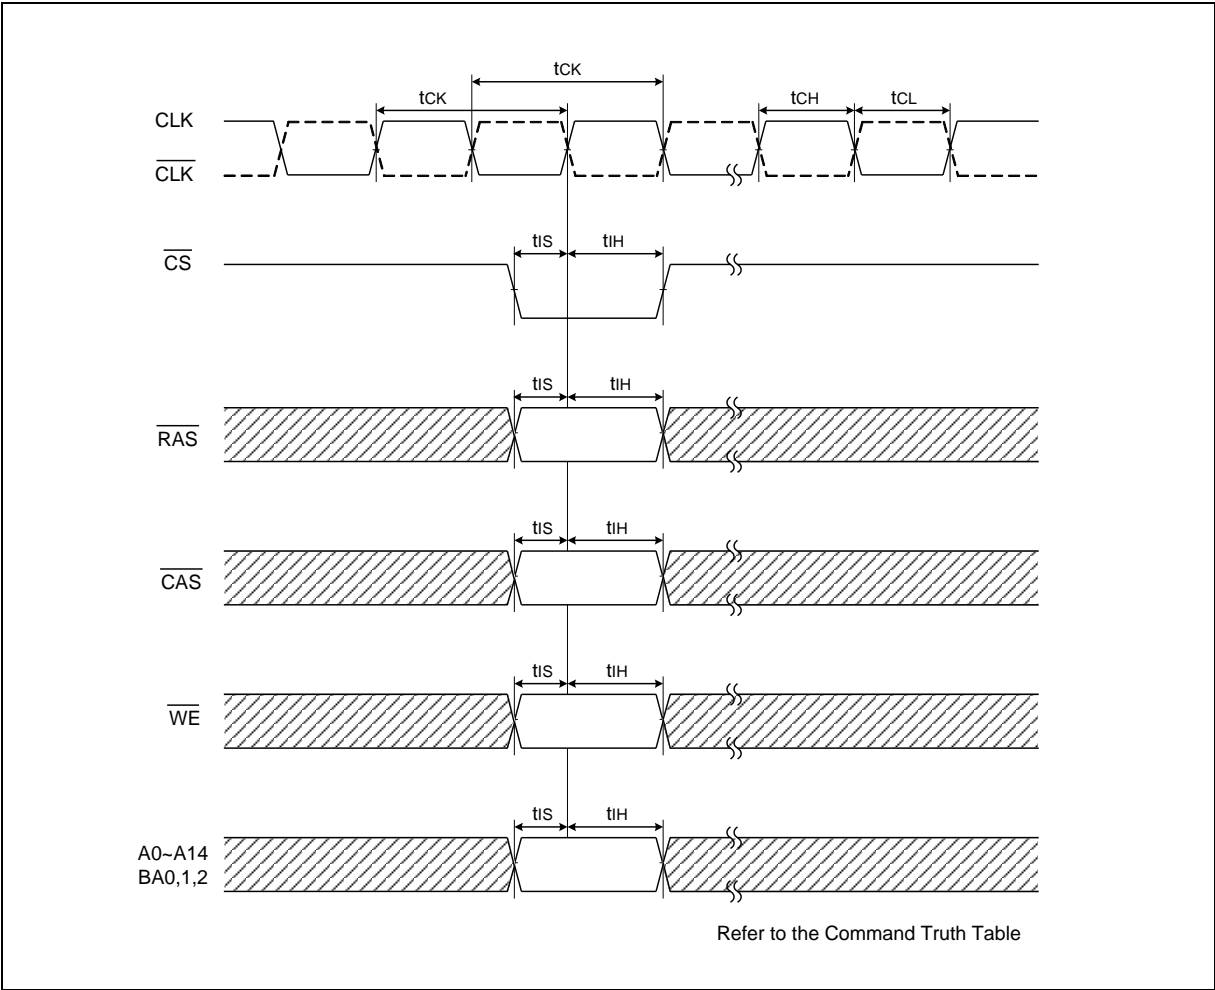 tCK
tCK
tCH
tCL
CLK
CLK
tIS
tIH
CS
tIS
tIH
RAS
tIS
tIH
CAS
tIS
tIH
WE
tIS
tIH
A0~A14
BA0,1,2
Refer to the Command Truth Table